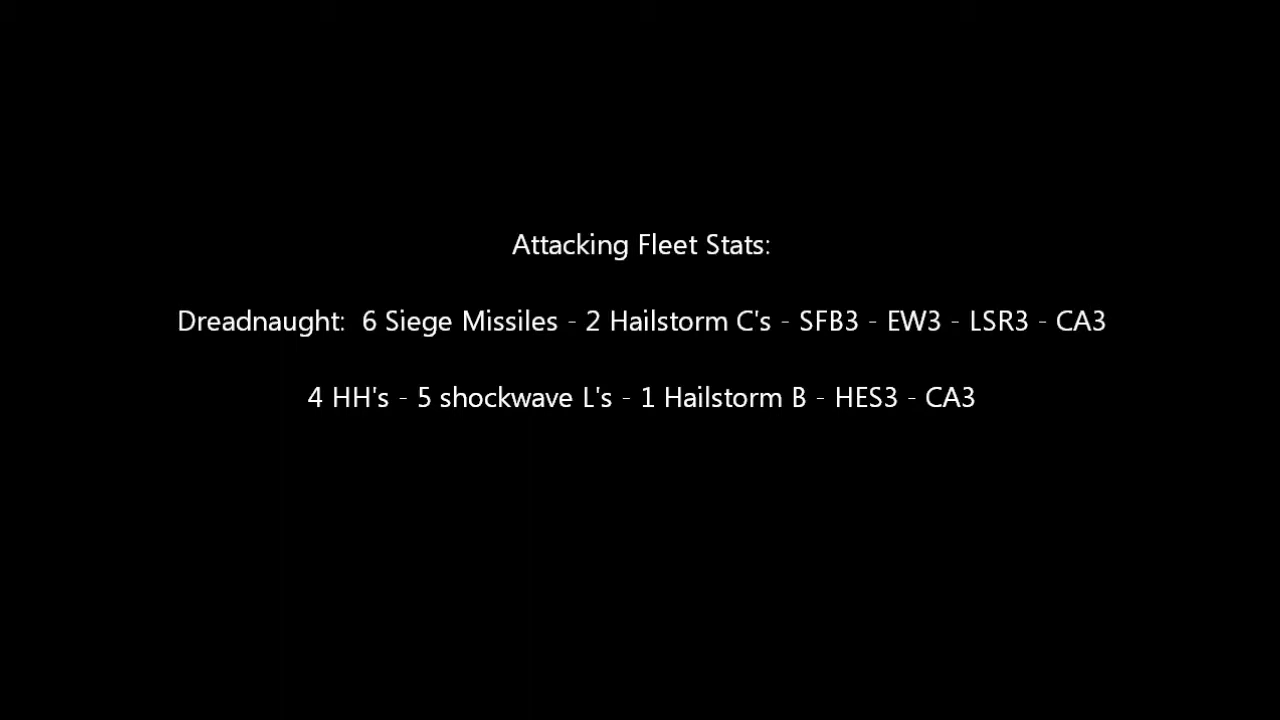 Attacking Fleet Stats:
Dreadnaught:  6 Siege Missiles - 2 Hailstorm C's - SFB3 - EW3 - LSR3 - CA3
4 HH's - 5 shockwave L's - 1 Hailstorm B - HES3 - CA3